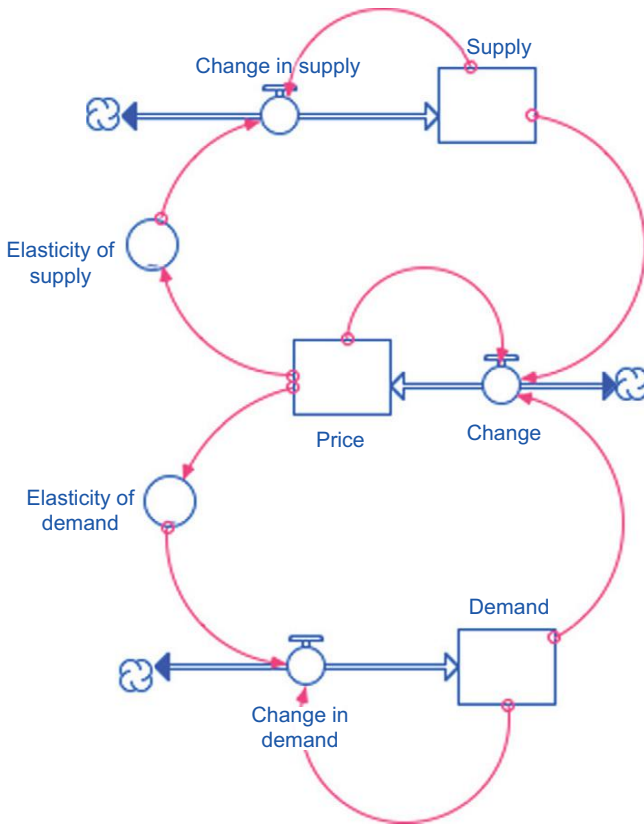 Supply
Change in supply
Elasticity of
supply
Price
Change
Elasticity of
demand
Demand
Change in
demand